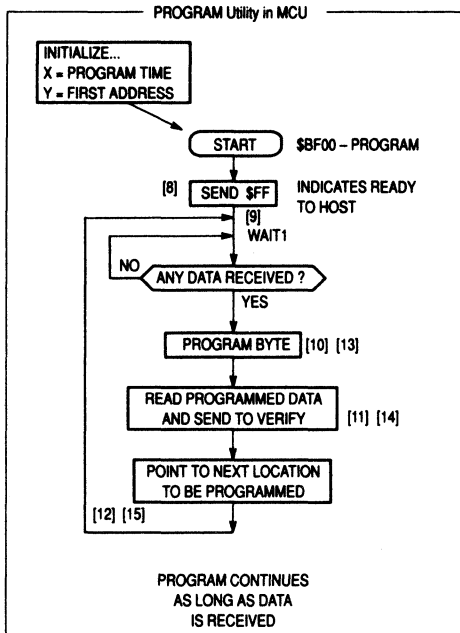 PROGRAM Utility in MCU
INITIALIZE...
X = PROGRAM TIME
Y = FIRST ADDRESS
START
$BF00 – PROGRAM
[8]
SEND $FF
INDICATES READY
TO HOST
[9]
WAIT1
NO
ANY DATA RECEIVED ?
YES
PROGRAM BYTE
[10] [13]
READ PROGRAMMED DATA
AND SEND TO VERIFY
[11] [14]
POINT TO NEXT LOCATION
TO BE PROGRAMMED
[12] [15]
PROGRAM CONTINUES
AS LONG AS DATA
IS RECEIVED